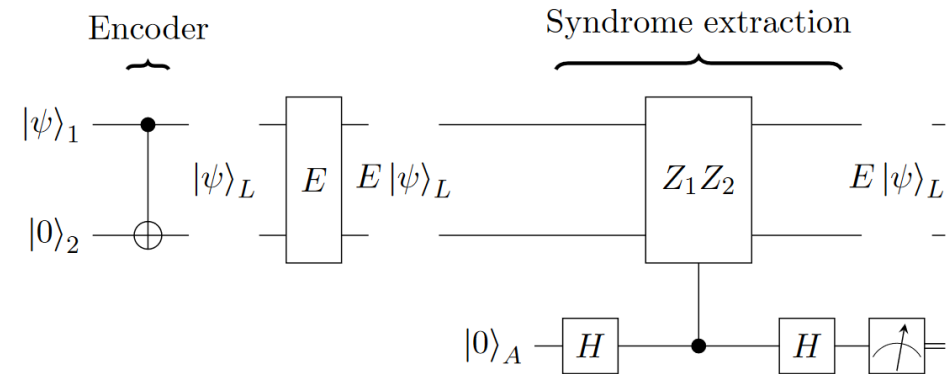 Encoder
Syndrome extraction
|ψ⟩₁
|ψ⟩_L
E
E |ψ⟩_L
Z₁Z₂
E |ψ⟩_L
|0⟩₂
|0⟩_A
H
H